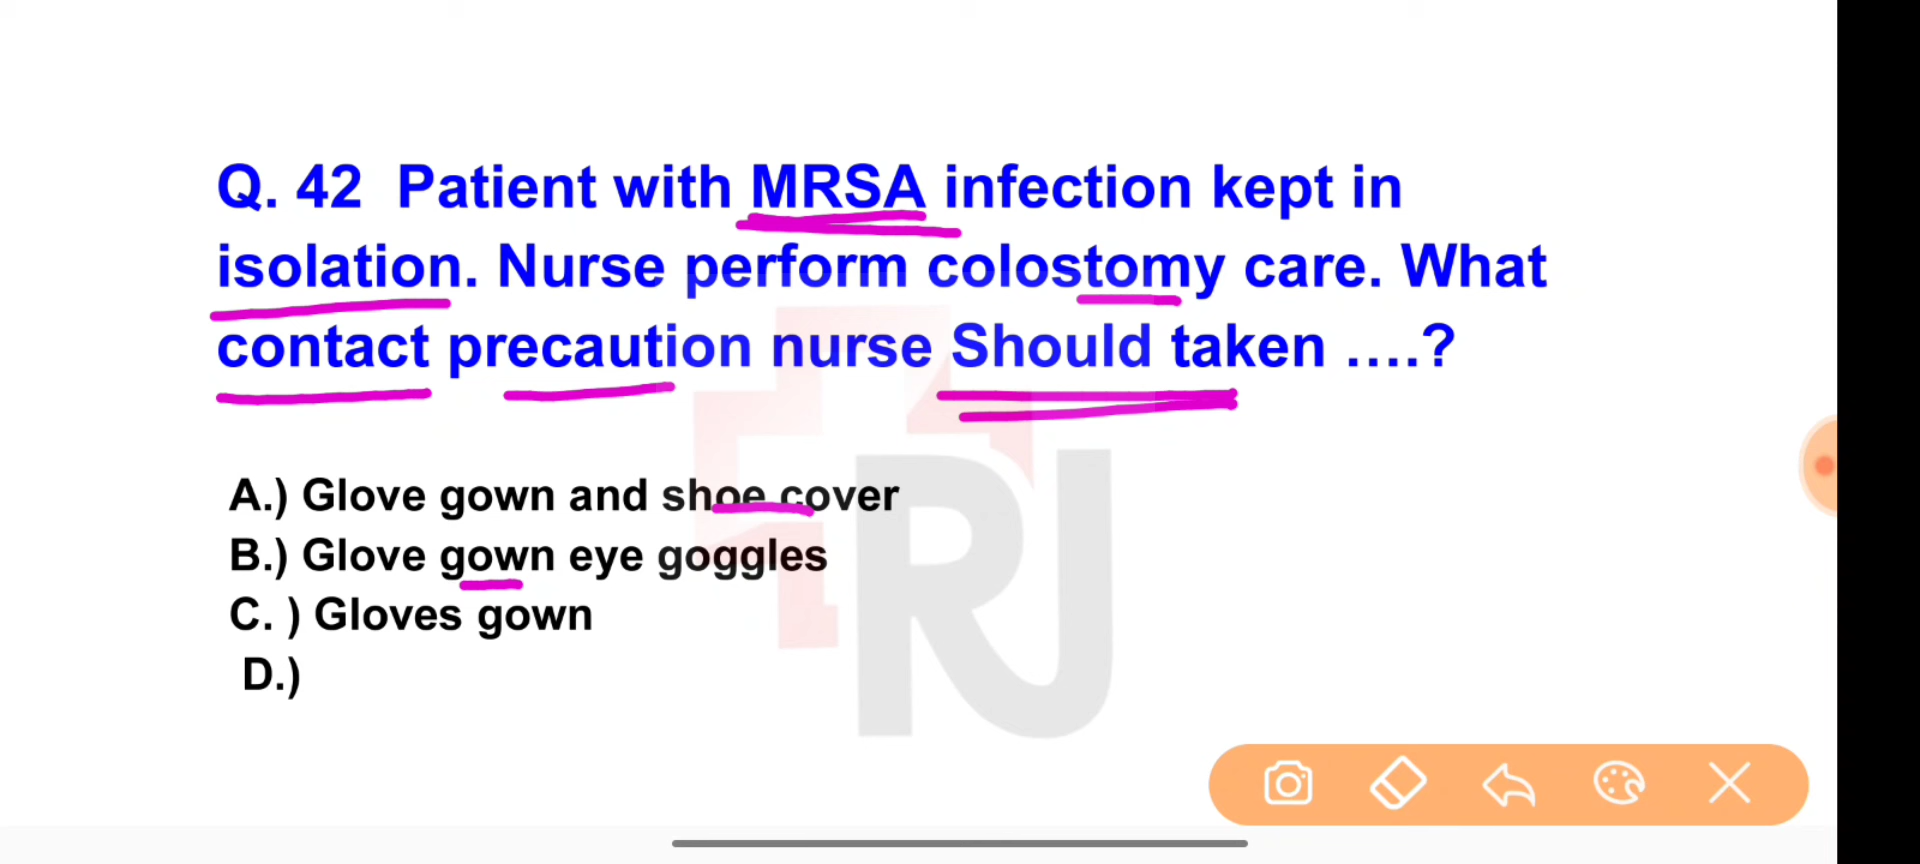 Q. 42 Patient with MRSA infection kept in
isolation. Nurse perform colostomy care. What
contact precaution nurse Should taken ....?
A.) Glove gown and shoe cover
B.) Glove gown eye goggles
C. ) Gloves gown
D.)
RJ